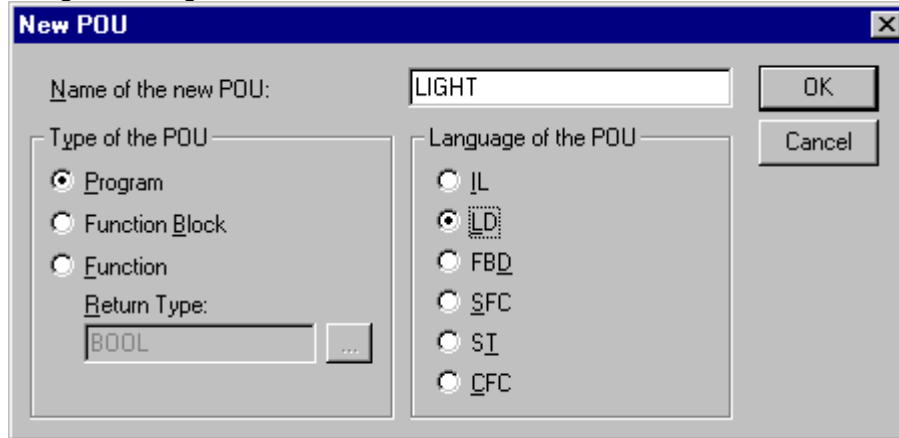 New POU
Name of the new POU: LIGHT OK
Cancel
Type of the POU
Program
Function Block
Function
Return Type:
BOOL ...
Language of the POU
IL
LD
FBD
SFC
ST
CFC